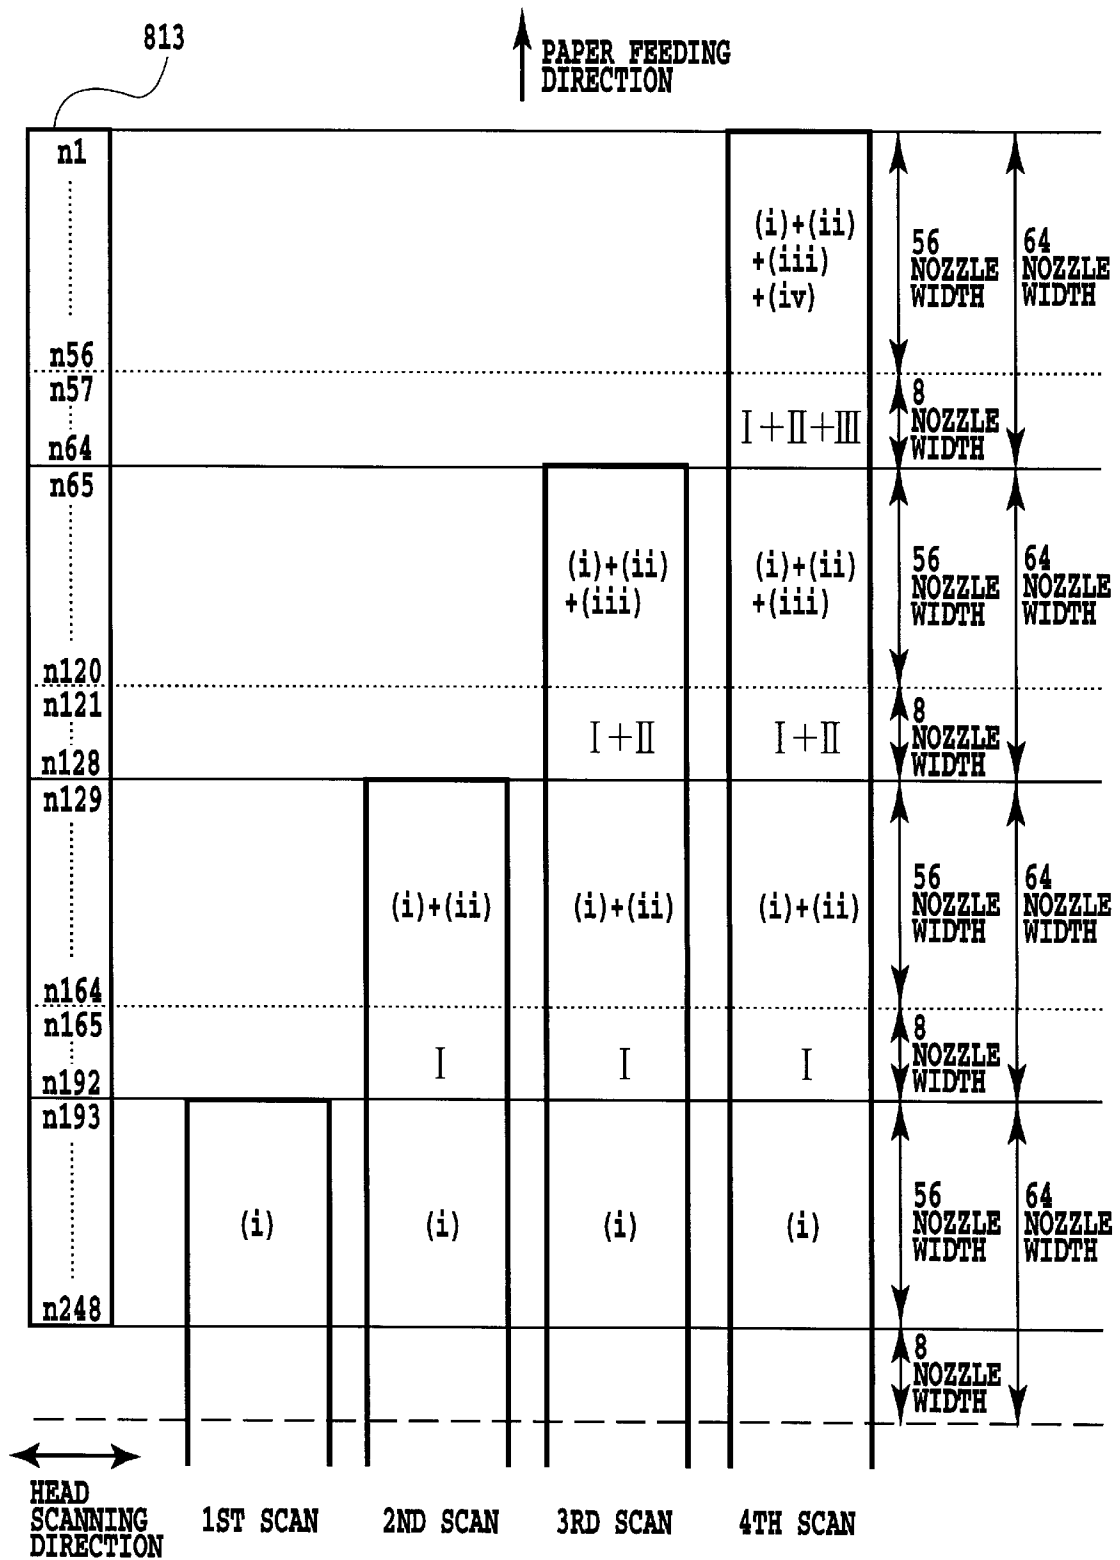 813
PAPER FEEDING
DIRECTION
n1
(i)+(ii)
+(iii)
+(iv)
56
NOZZLE
WIDTH
64
NOZZLE
WIDTH
n56
n57
n64
I+II+III
8
NOZZLE
WIDTH
n65
(i)+(ii)
+(iii)
(i)+(ii)
+(iii)
56
NOZZLE
WIDTH
64
NOZZLE
WIDTH
n120
n121
n128
I+II
I+II
8
NOZZLE
WIDTH
n129
(i)+(ii)
(i)+(ii)
(i)+(ii)
56
NOZZLE
WIDTH
64
NOZZLE
WIDTH
n164
n165
n192
I
I
I
8
NOZZLE
WIDTH
n193
(i)
(i)
(i)
(i)
56
NOZZLE
WIDTH
64
NOZZLE
WIDTH
n248
8
NOZZLE
WIDTH
HEAD
SCANNING
DIRECTION
1ST SCAN
2ND SCAN
3RD SCAN
4TH SCAN